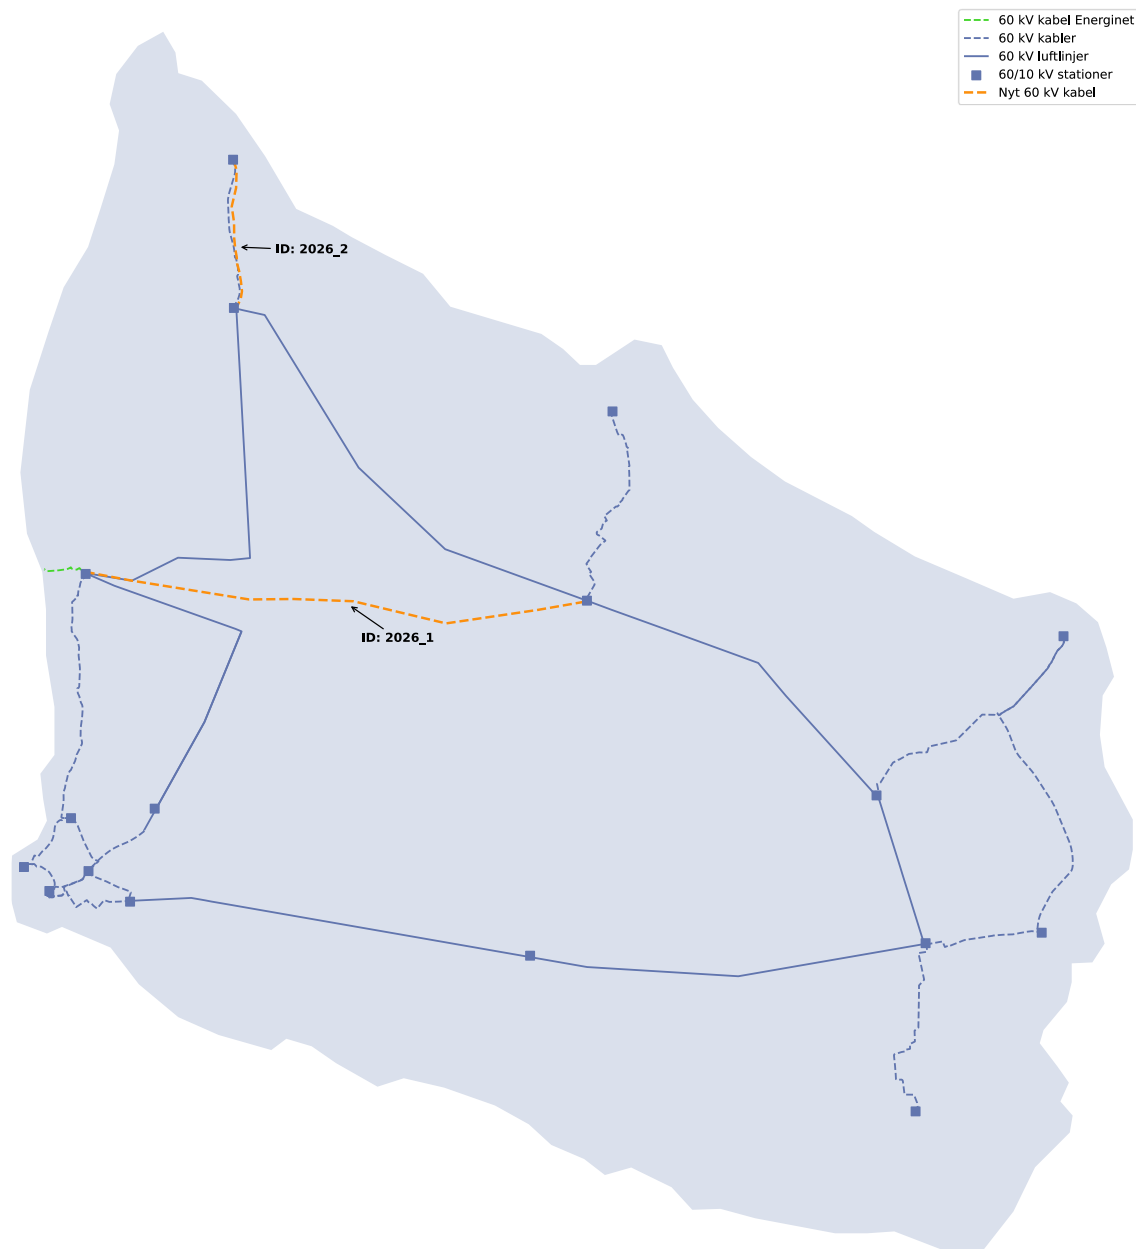 60 kV kabel Energinet
60 kV kabler
60 kV luftlinjer
60/10 kV stationer
Nyt 60 kV kabel
ID: 2026_2
ID: 2026_1